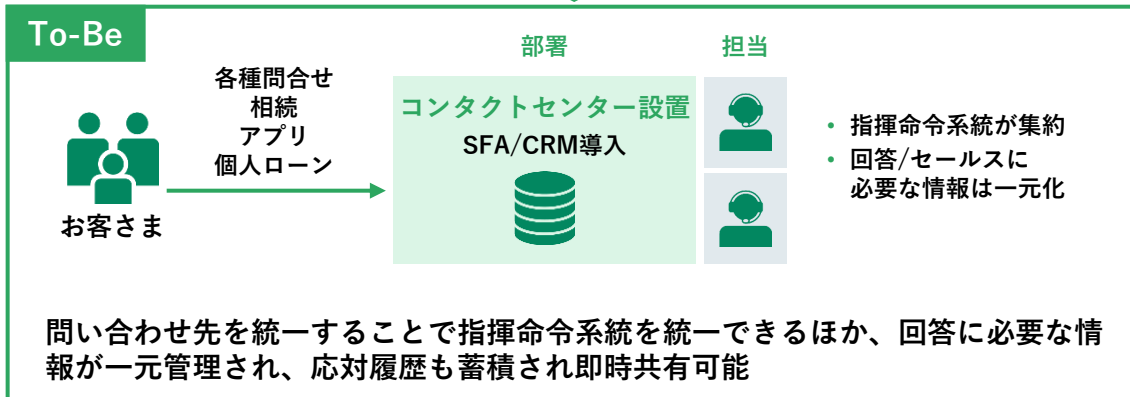 To-Be
部署
担当
各種問合せ
相続
アプリ
個人ローン
お客さま
コンタクトセンター設置
SFA/CRM導入
• 指揮命令系統が集約
• 回答/セールスに
必要な情報は一元化
問い合わせ先を統一することで指揮命令系統を統一できるほか、回答に必要な情
報が一元管理され、応対履歴も蓄積され即時共有可能